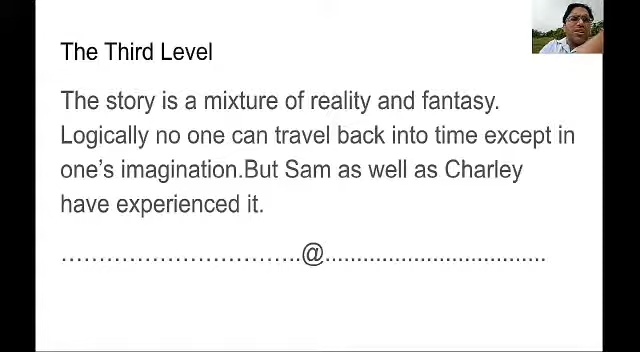 The Third Level
The story is a mixture of reality and fantasy.
Logically no one can travel back into time except in
one's imagination.But Sam as well as Charley
have experienced it.
................................@...................................